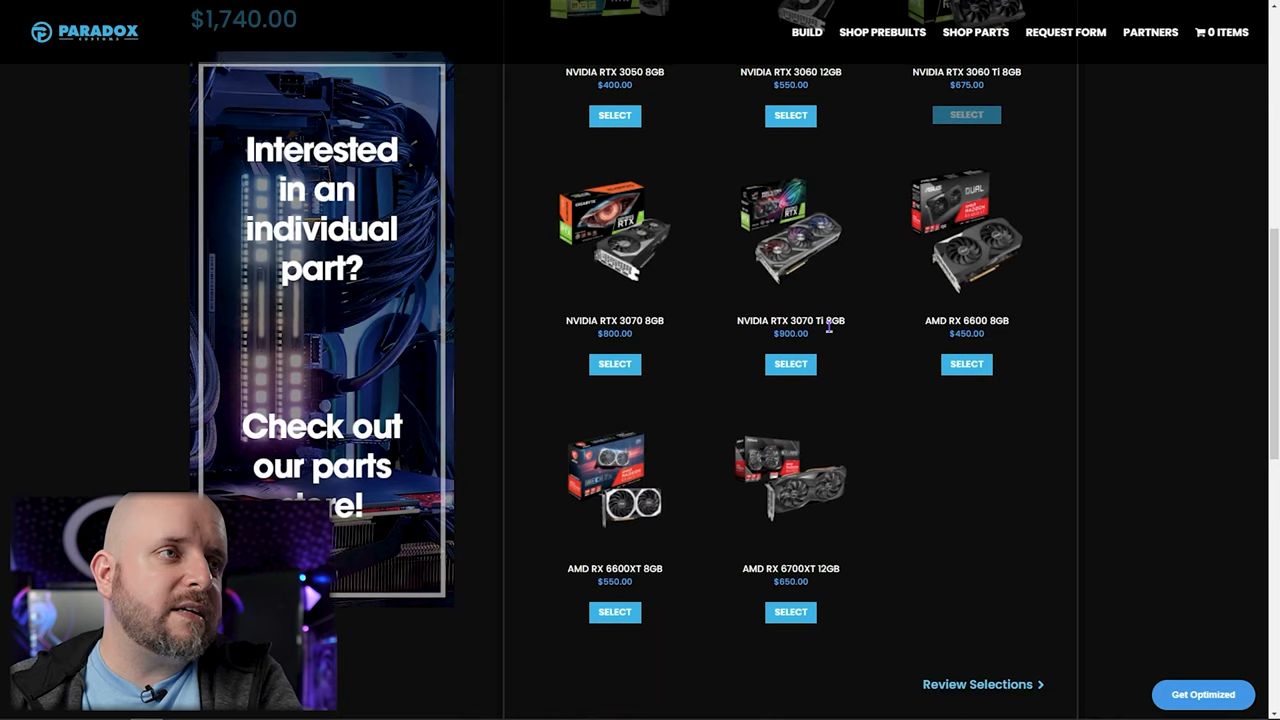 $1,740.00
PARADOX
CUSTOMS
BUILD
SHOP PREBUILTS
SHOP PARTS
REQUEST FORM
PARTNERS
0 ITEMS
NVIDIA RTX 3050 8GB
$400.00
SELECT
NVIDIA RTX 3060 12GB
$550.00
SELECT
NVIDIA RTX 3060 Ti 8GB
$675.00
SELECT
Interested
in an
individual
part?
Check out
our parts
store!
NVIDIA RTX 3070 8GB
$800.00
SELECT
NVIDIA RTX 3070 Ti 8GB
$900.00
SELECT
AMD RX 6600 8GB
$450.00
SELECT
AMD RX 6600XT 8GB
$550.00
SELECT
AMD RX 6700XT 12GB
$650.00
SELECT
Review Selections >
Get Optimized